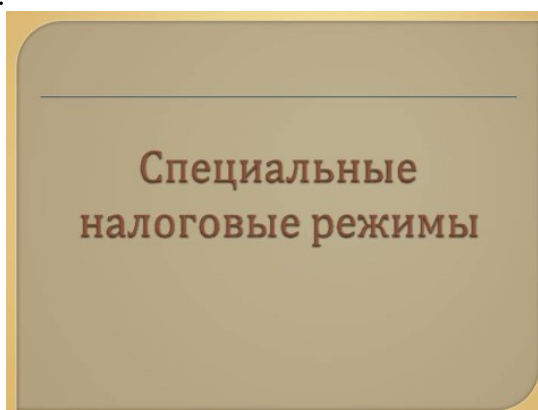 Специальные
налоговые режимы